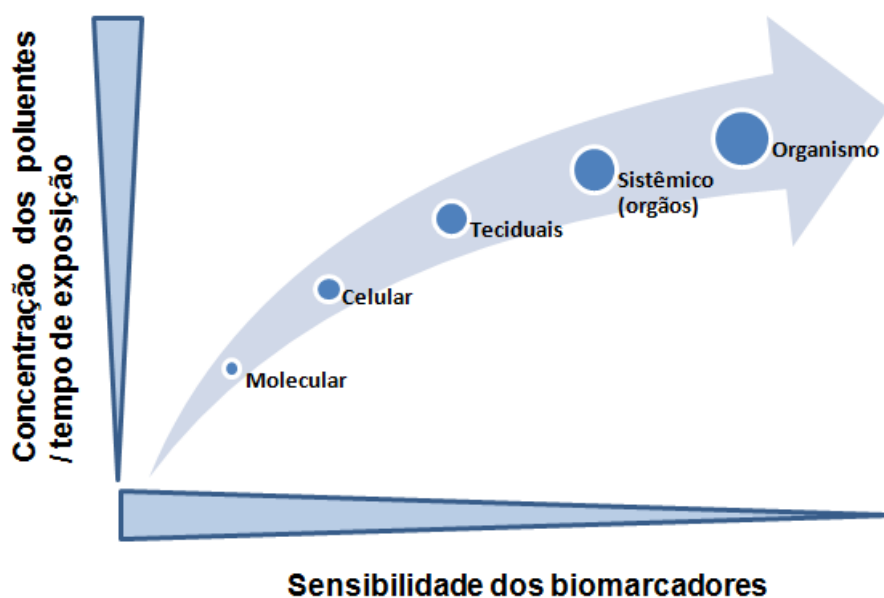 Concentração dos poluentes
/ tempo de exposição
Organismo
Sistêmico
(orgãos)
Teciduais
Celular
Molecular
Sensibilidade dos biomarcadores